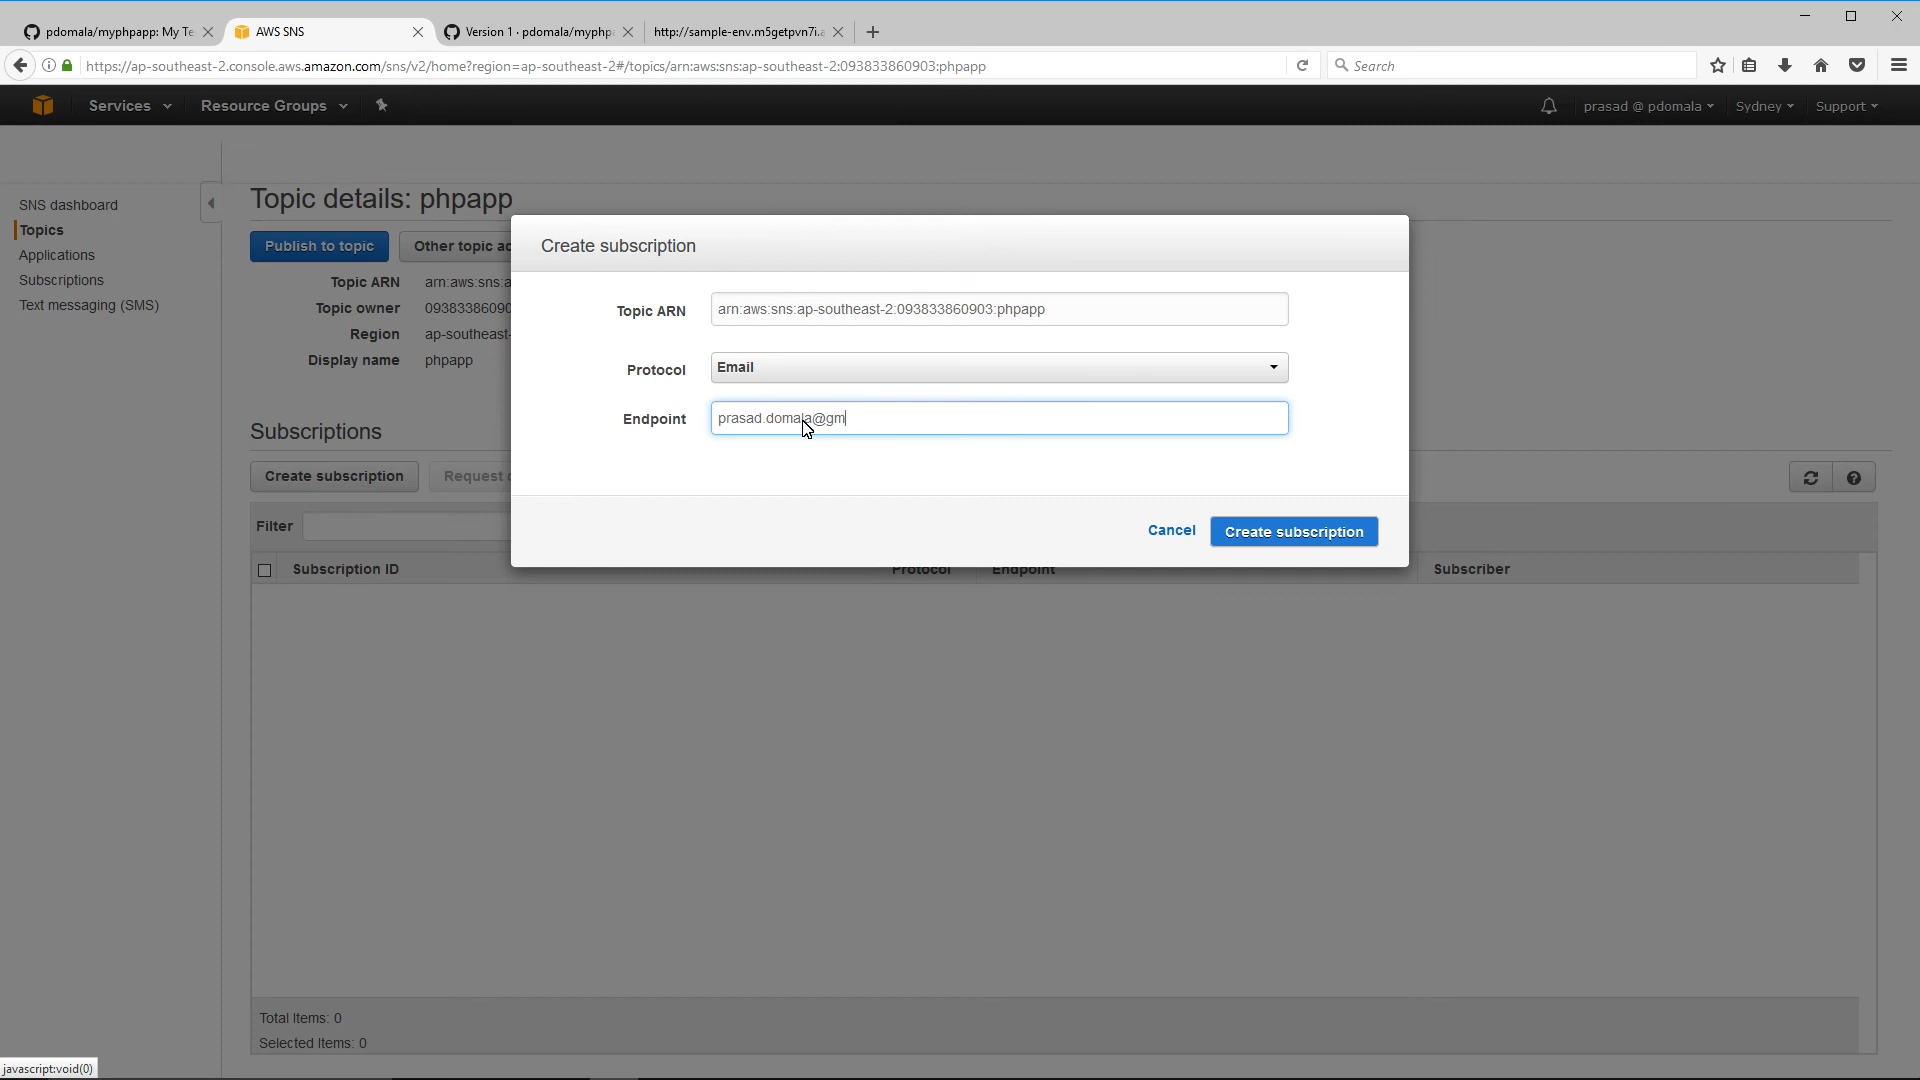 pdomala/myphpapp: My Te
AWS SNS
Version 1 · pdomala/myphp
http://sample-env.m5getpvn7i.a
https://ap-southeast-2.console.aws.amazon.com/sns/v2/home?region=ap-southeast-2#/topics/arn:aws:sns:ap-southeast-2:093833860903:phpapp
Search
Services
Resource Groups
prasad @ pdomala
Sydney
Support
SNS dashboard
Topics
Applications
Subscriptions
Text messaging (SMS)
Topic details: phpapp
Publish to topic
Other topic ac
Topic ARN
arn:aws:sns:a
Topic owner
0938338609
Region
ap-southeast-
Display name
phpapp
Subscriptions
Create subscription
Request c
Filter
Subscription ID
Protocol
Endpoint
Subscriber
Create subscription
Topic ARN
arn:aws:sns:ap-southeast-2:093833860903:phpapp
Protocol
Email
Endpoint
prasad.domala@gm
Cancel
Create subscription
Total Items: 0
Selected Items: 0
javascript:void(0)